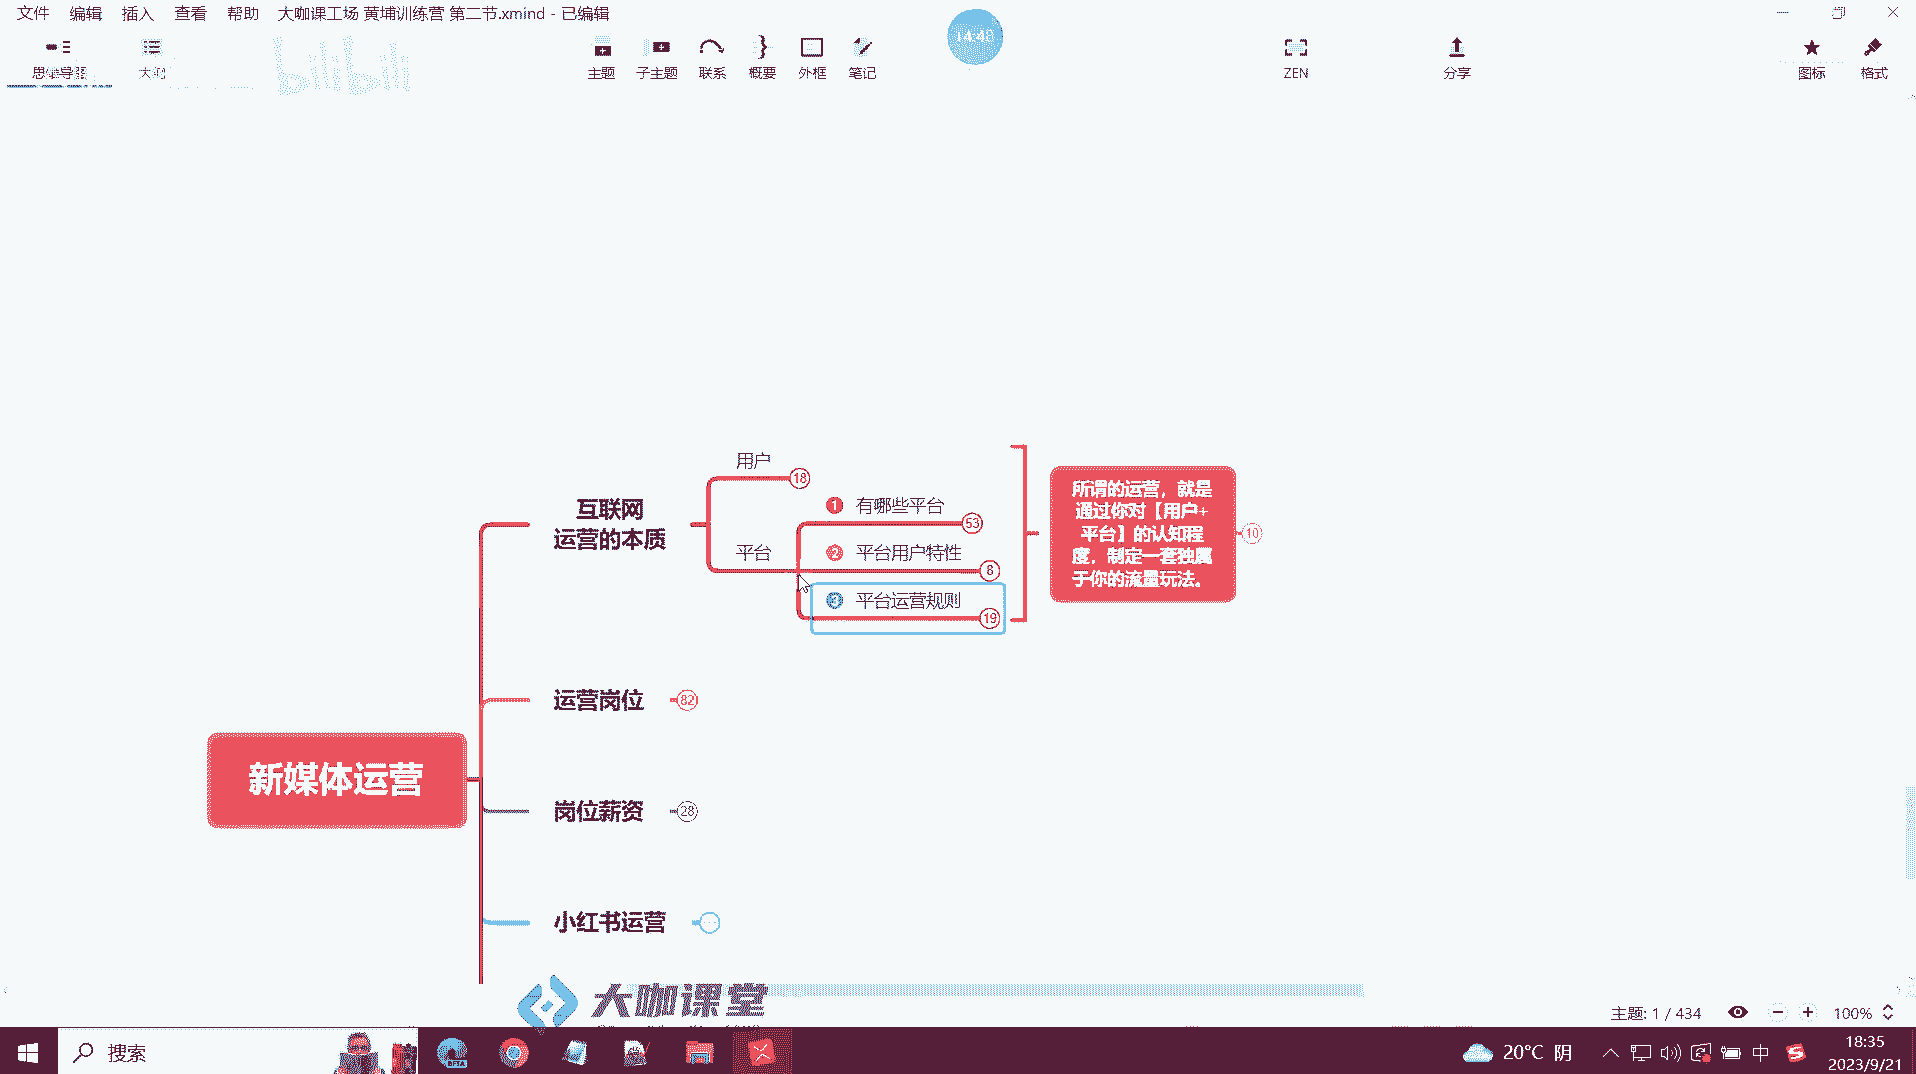 文件 编辑 插入 查看 帮助 大咖课工场 黄埔训练营 第二节.xmind - 已编辑
14:40
思维导图 大纲 主题 子主题 联系 概要 外框 笔记 ZEN 分享 图标 格式
bilibili
用户
18
1 有哪些平台
53
互联网
运营的本质
平台
2 平台用户特性
8
3 平台运营规则
19
所谓的运营，就是
通过你对【用户+
平台】的认知程
度，制定一套独属
于你的流量玩法。
10
运营岗位 82
新媒体运营
岗位薪资 28
小红书运营
大咖课堂
主题: 1 / 434 100%
搜索
BETA
20°C 阴
中
18:35
2023/9/21